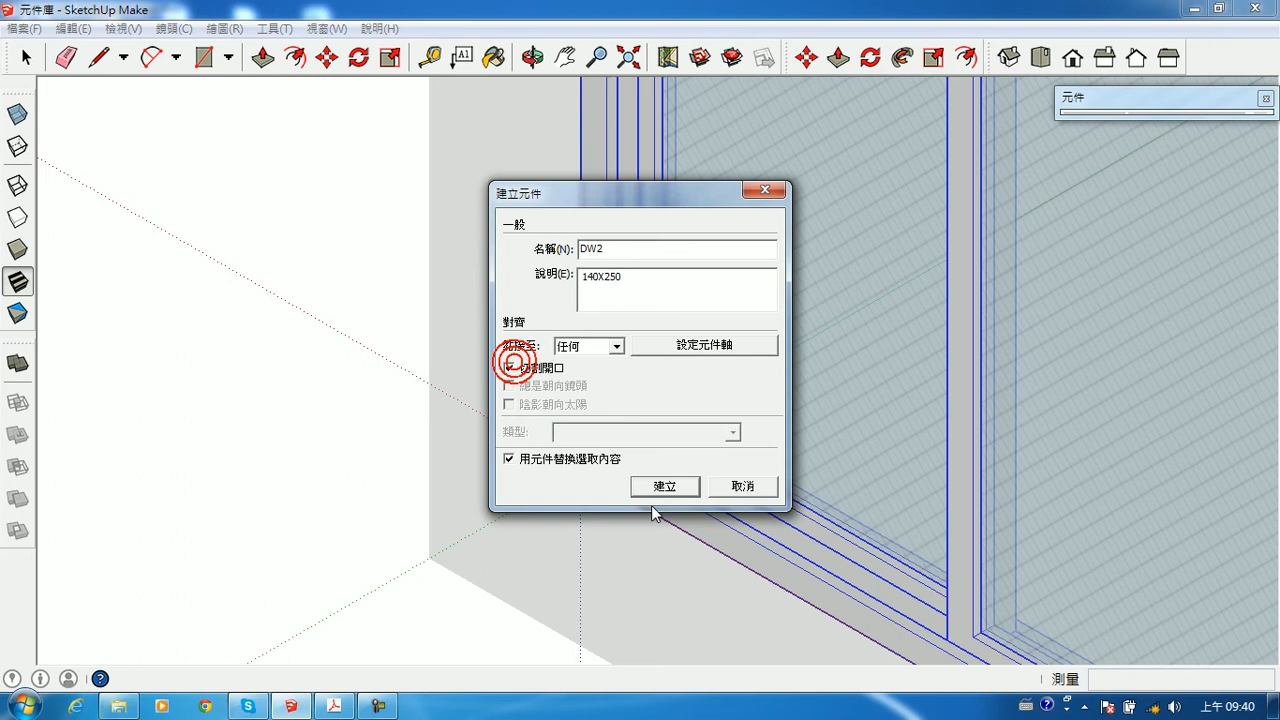 元件庫 - SketchUp Make
檔案(F) 編輯(E) 檢視(V) 鏡頭(C) 繪圖(R) 工具(T) 視窗(W) 說明(H)
A1
元件
建立元件
一般
名稱(N): DW2
說明(E): 140X250
對齊
至: 任何 設定元件軸
切割開口
總是朝向鏡頭
陰影朝向太陽
類型:
用元件替換選取內容
建立 取消
測量
上午 09:40